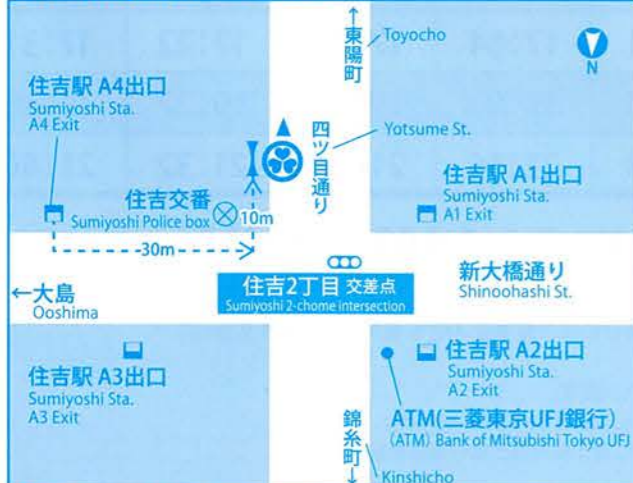 ↑東陽町
Toyocho
N
住吉駅 A4出口
Sumiyoshi Sta.
A4 Exit
四ツ目通り
Yotsume St.
住吉駅 A1出口
Sumiyoshi Sta.
A1 Exit
住吉交番
Sumiyoshi Police box
10m
30m
住吉2丁目 交差点
Sumiyoshi 2-chome intersection
新大橋通り
Shinoohashi St.
←大島
Ooshima
住吉駅 A3出口
Sumiyoshi Sta.
A3 Exit
住吉駅 A2出口
Sumiyoshi Sta.
A2 Exit
ATM(三菱東京UFJ銀行)
(ATM) Bank of Mitsubishi Tokyo UFJ
錦糸町→
Kinshicho